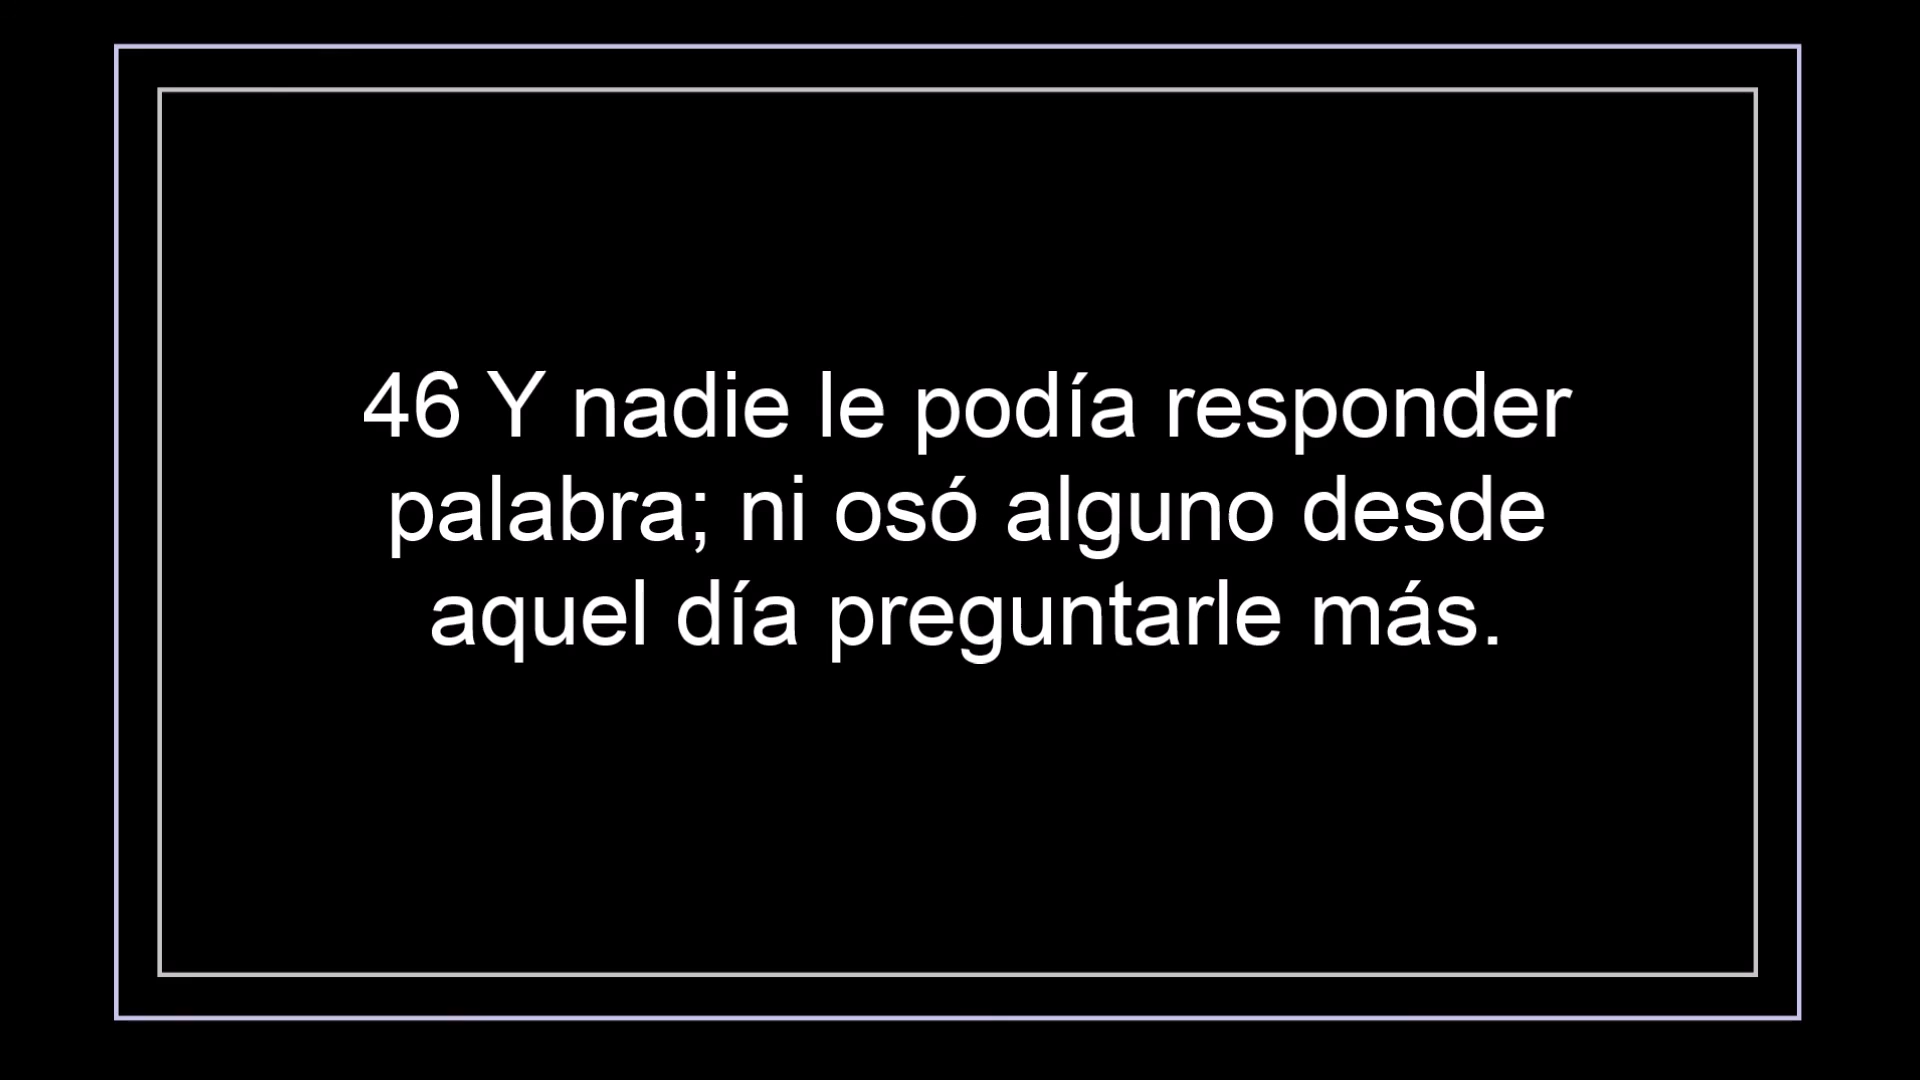 46 Y nadie le podía responder
palabra; ni osó alguno desde
aquel día preguntarle más.